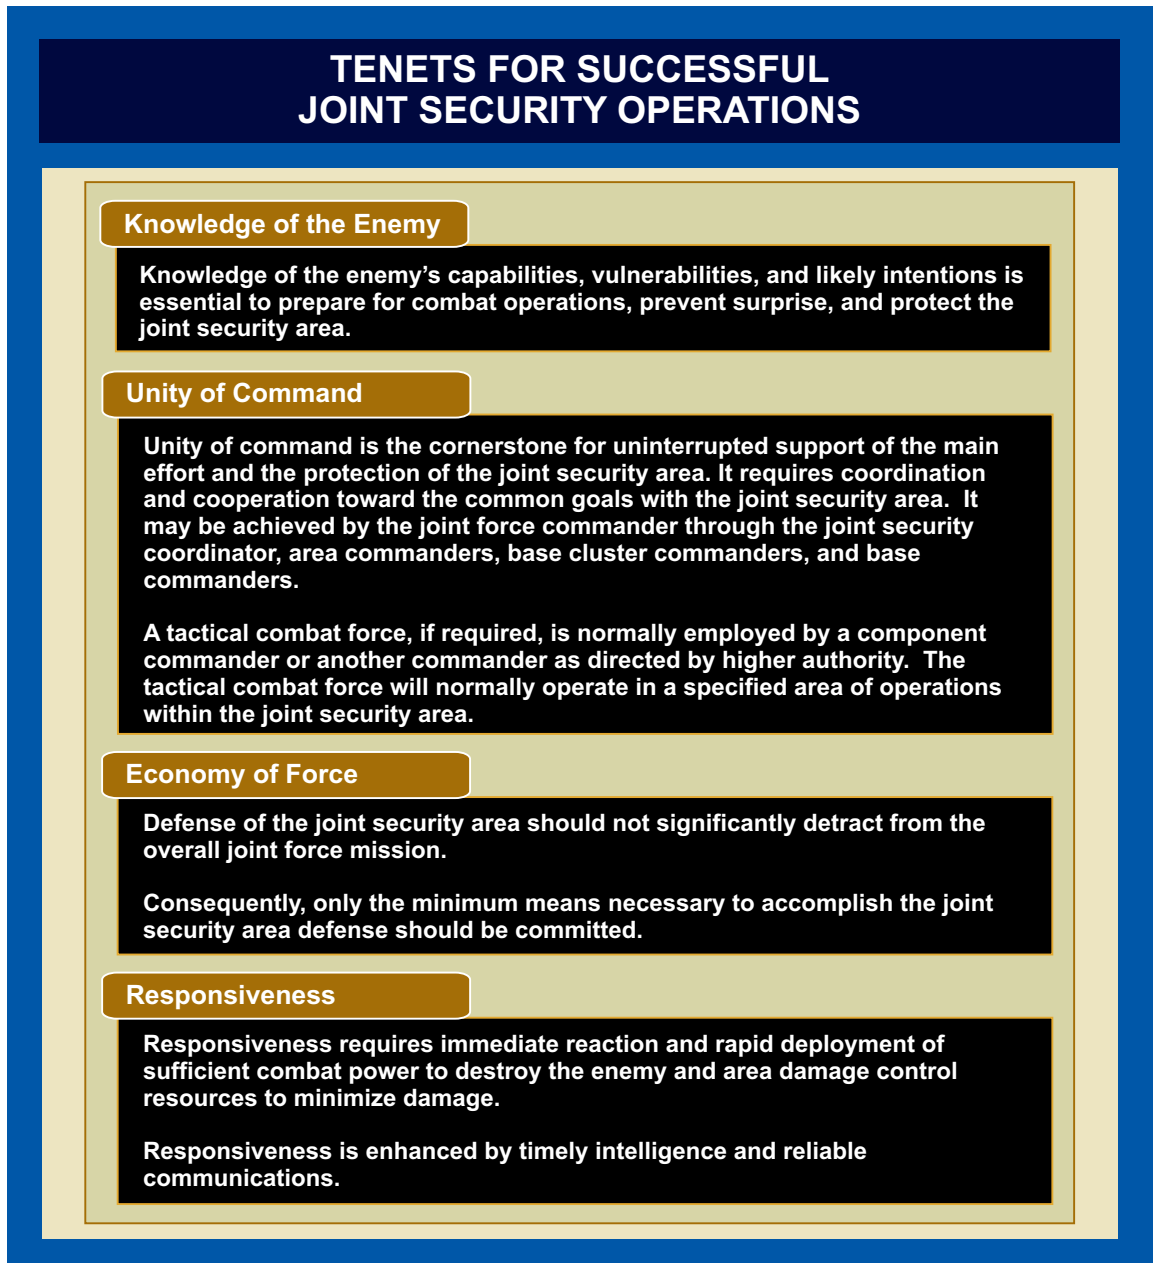 TENETS FOR SUCCESSFUL
JOINT SECURITY OPERATIONS
Knowledge of the Enemy
Knowledge of the enemy’s capabilities, vulnerabilities, and likely intentions is
essential to prepare for combat operations, prevent surprise, and protect the
joint security area.
Unity of Command
Unity of command is the cornerstone for uninterrupted support of the main
effort and the protection of the joint security area. It requires coordination
and cooperation toward the common goals with the joint security area.  It
may be achieved by the joint force commander through the joint security
coordinator, area commanders, base cluster commanders, and base
commanders.
A tactical combat force, if required, is normally employed by a component
commander or another commander as directed by higher authority.  The
tactical combat force will normally operate in a specified area of operations
within the joint security area.
Economy of Force
Defense of the joint security area should not significantly detract from the
overall joint force mission.
Consequently, only the minimum means necessary to accomplish the joint
security area defense should be committed.
Responsiveness
Responsiveness requires immediate reaction and rapid deployment of
sufficient combat power to destroy the enemy and area damage control
resources to minimize damage.
Responsiveness is enhanced by timely intelligence and reliable
communications.